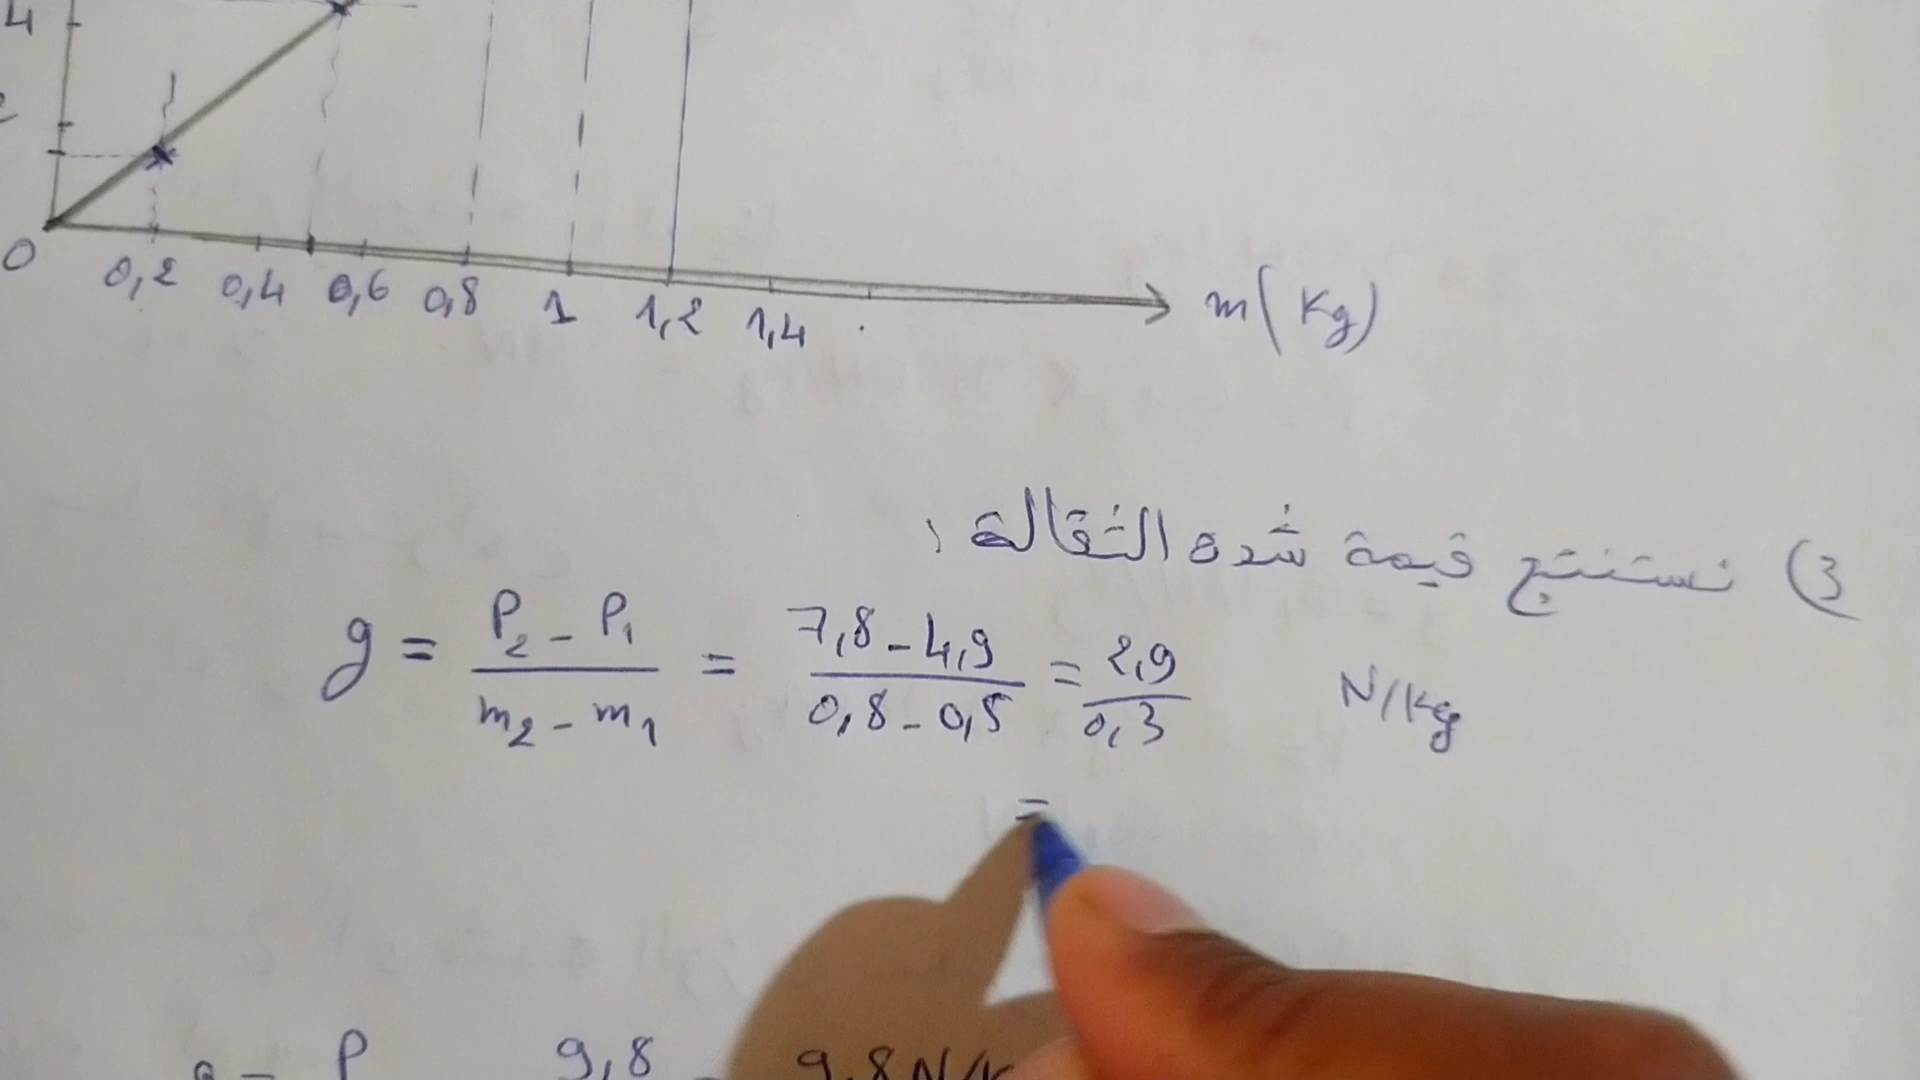 4
0
0,2 0,4 0,6 0,8 1 1,2 1,4
m (Kg)
3) نستنتج قيمة شدة الثقالة :
g = P₂ - P₁ / m₂ - m₁ = 7,8 - 4,9 / 0,8 - 0,5 = 2,9 / 0,3 N/Kg
=
P 9,8 9,8 N/K